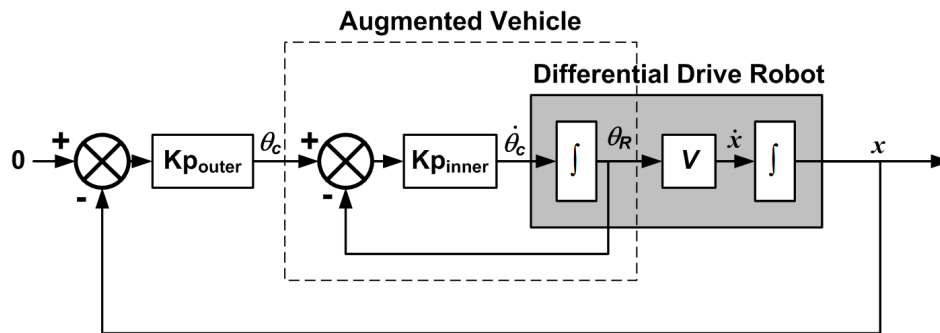 Augmented Vehicle
Differential Drive Robot
0
+
-
Kp_outer
θ_c
+
-
Kp_inner
θ̇_c
∫
θ_R
V
ẋ
∫
x